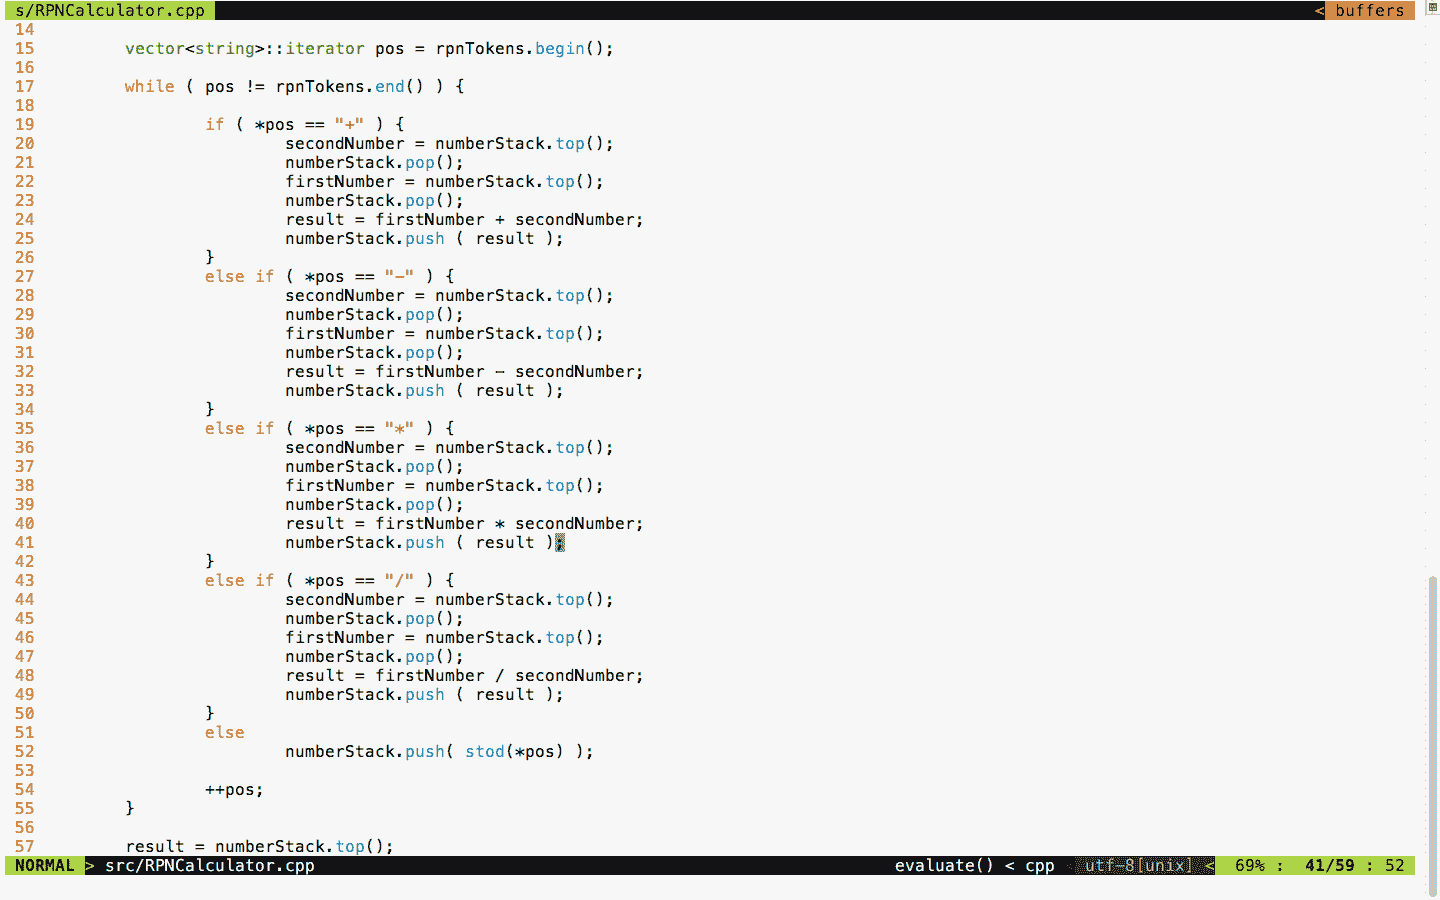 s/RPNCalculator.cpp < buffers
14
15 vector<string>::iterator pos = rpnTokens.begin();
16
17 while ( pos != rpnTokens.end() ) {
18
19 if ( *pos == "+" ) {
20 secondNumber = numberStack.top();
21 numberStack.pop();
22 firstNumber = numberStack.top();
23 numberStack.pop();
24 result = firstNumber + secondNumber;
25 numberStack.push ( result );
26 }
27 else if ( *pos == "-" ) {
28 secondNumber = numberStack.top();
29 numberStack.pop();
30 firstNumber = numberStack.top();
31 numberStack.pop();
32 result = firstNumber - secondNumber;
33 numberStack.push ( result );
34 }
35 else if ( *pos == "*" ) {
36 secondNumber = numberStack.top();
37 numberStack.pop();
38 firstNumber = numberStack.top();
39 numberStack.pop();
40 result = firstNumber * secondNumber;
41 numberStack.push ( result );
42 }
43 else if ( *pos == "/" ) {
44 secondNumber = numberStack.top();
45 numberStack.pop();
46 firstNumber = numberStack.top();
47 numberStack.pop();
48 result = firstNumber / secondNumber;
49 numberStack.push ( result );
50 }
51 else
52 numberStack.push( stod(*pos) );
53
54 ++pos;
55 }
56
57 result = numberStack.top();
NORMAL > src/RPNCalculator.cpp evaluate() < cpp < utf-8[unix] < 69% : 41/59 : 52